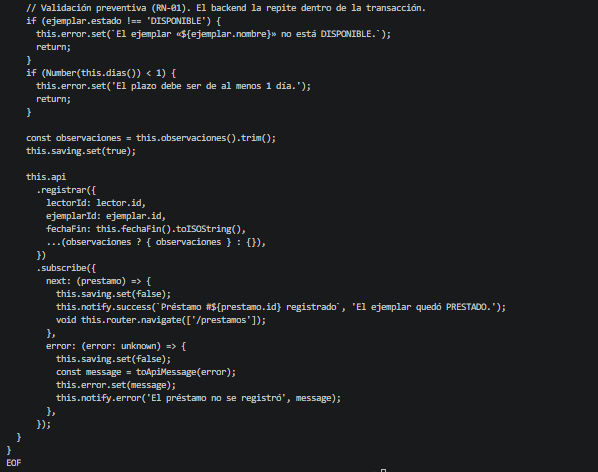 // Validación preventiva (RN-01). El backend la repite dentro de la transacción.
if (ejemplar.estado !== 'DISPONIBLE') {
this.error.set(`El ejemplar «${ejemplar.nombre}» no está DISPONIBLE.`);
return;
}
if (Number(this.dias()) < 1) {
this.error.set('El plazo debe ser de al menos 1 día.');
return;
}
const observaciones = this.observaciones().trim();
this.saving.set(true);
this.api
.registrar({
lectorId: lector.id,
ejemplarId: ejemplar.id,
fechaFin: this.fechaFin().toISOString(),
...(observaciones ? { observaciones } : {}),
})
.subscribe({
next: (prestamo) => {
this.saving.set(false);
this.notify.success(`Préstamo #${prestamo.id} registrado`, 'El ejemplar quedó PRESTADO.');
void this.router.navigate(['/prestamos']);
},
error: (error: unknown) => {
this.saving.set(false);
const message = toApiMessage(error);
this.error.set(message);
this.notify.error('El préstamo no se registró', message);
},
});
}
}
EOF